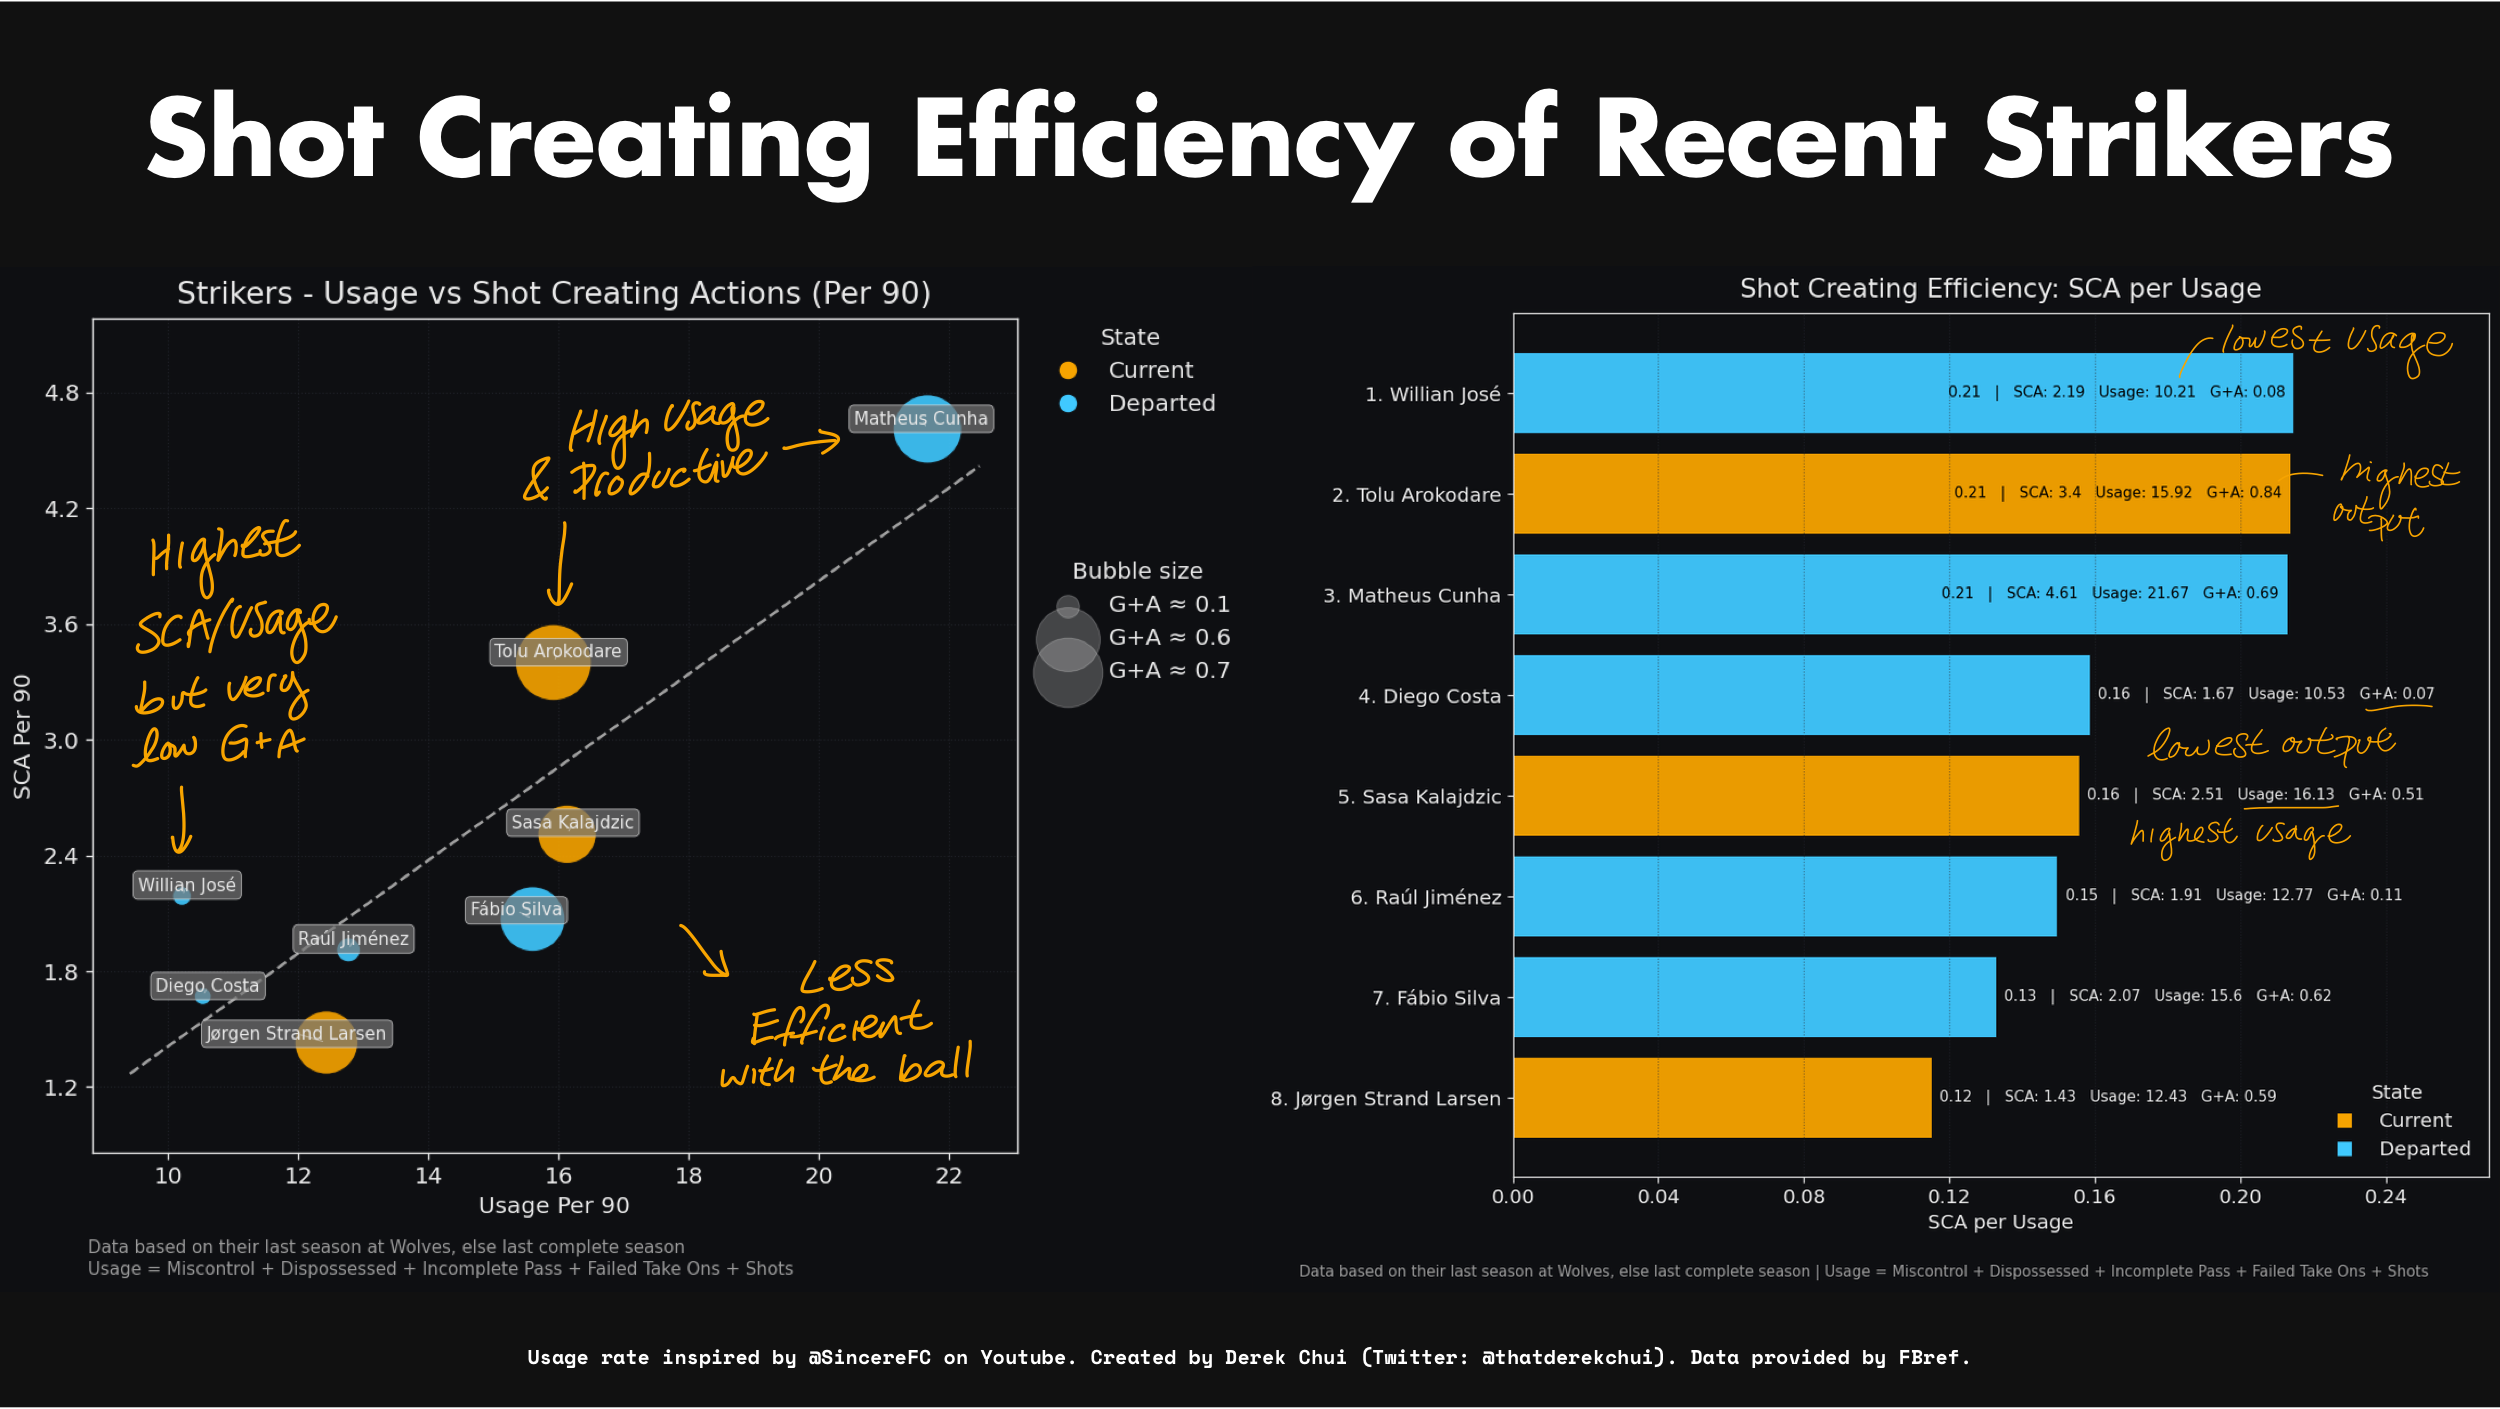 Shot Creating Efficiency of Recent Strikers
Strikers - Usage vs Shot Creating Actions (Per 90)
SCA Per 90
4.8
4.2
3.6
3.0
2.4
1.8
1.2
10 12 14 16 18 20 22
Usage Per 90
Matheus Cunha
Tolu Arokodare
Sasa Kalajdzic
Fábio Silva
Willian José
Raúl Jiménez
Diego Costa
Jørgen Strand Larsen
High usage
& Productive
Highest
SCA/usage
but very
low G+A
Less
Efficient
with the ball
State
Current
Departed
Bubble size
G+A ≈ 0.1
G+A ≈ 0.6
G+A ≈ 0.7
Data based on their last season at Wolves, else last complete season
Usage = Miscontrol + Dispossessed + Incomplete Pass + Failed Take Ons + Shots
Shot Creating Efficiency: SCA per Usage
lowest usage
1. Willian José 0.21 | SCA: 2.19 Usage: 10.21 G+A: 0.08
2. Tolu Arokodare 0.21 | SCA: 3.4 Usage: 15.92 G+A: 0.84
highest
output
3. Matheus Cunha 0.21 | SCA: 4.61 Usage: 21.67 G+A: 0.69
4. Diego Costa 0.16 | SCA: 1.67 Usage: 10.53 G+A: 0.07
lowest output
5. Sasa Kalajdzic 0.16 | SCA: 2.51 Usage: 16.13 G+A: 0.51
highest usage
6. Raúl Jiménez 0.15 | SCA: 1.91 Usage: 12.77 G+A: 0.11
7. Fábio Silva 0.13 | SCA: 2.07 Usage: 15.6 G+A: 0.62
8. Jørgen Strand Larsen 0.12 | SCA: 1.43 Usage: 12.43 G+A: 0.59
State
Current
Departed
0.00 0.04 0.08 0.12 0.16 0.20 0.24
SCA per Usage
Data based on their last season at Wolves, else last complete season | Usage = Miscontrol + Dispossessed + Incomplete Pass + Failed Take Ons + Shots
Usage rate inspired by @SincereFC on Youtube. Created by Derek Chui (Twitter: @thatderekchui). Data provided by FBref.